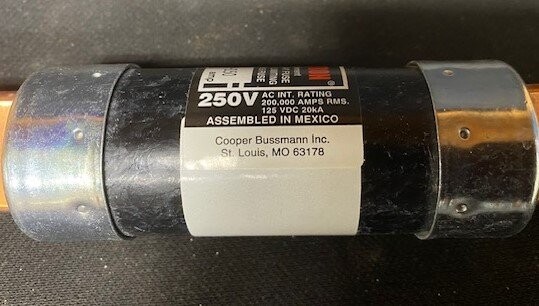 250V
AC INT. RATING
200,000 AMPS RMS.
125 VDC 20kA
ASSEMBLED IN MEXICO
Cooper Bussmann Inc.
St. Louis, MO 63178